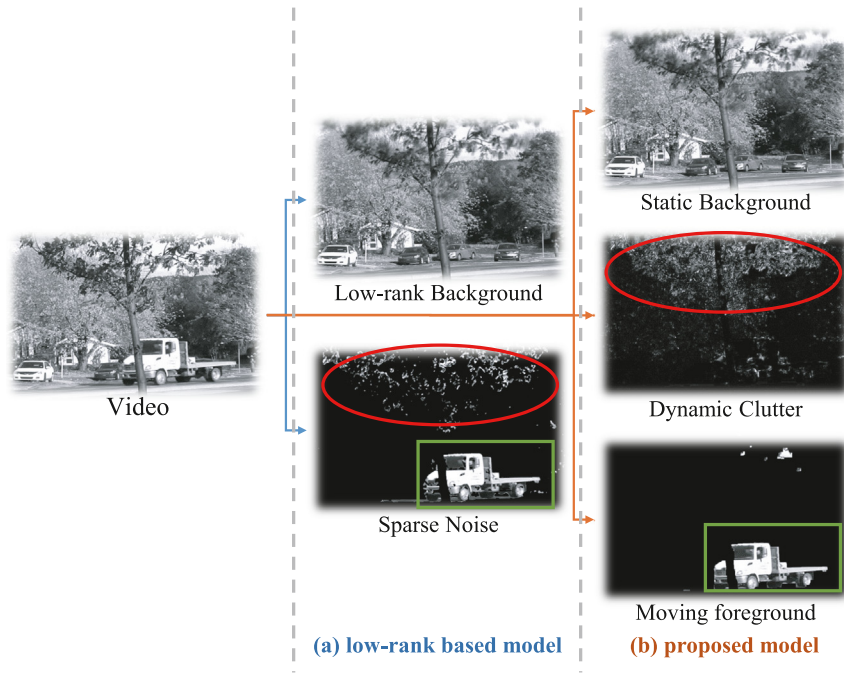 Video
Low-rank Background
Sparse Noise
(a) low-rank based model
Static Background
Dynamic Clutter
Moving foreground
(b) proposed model